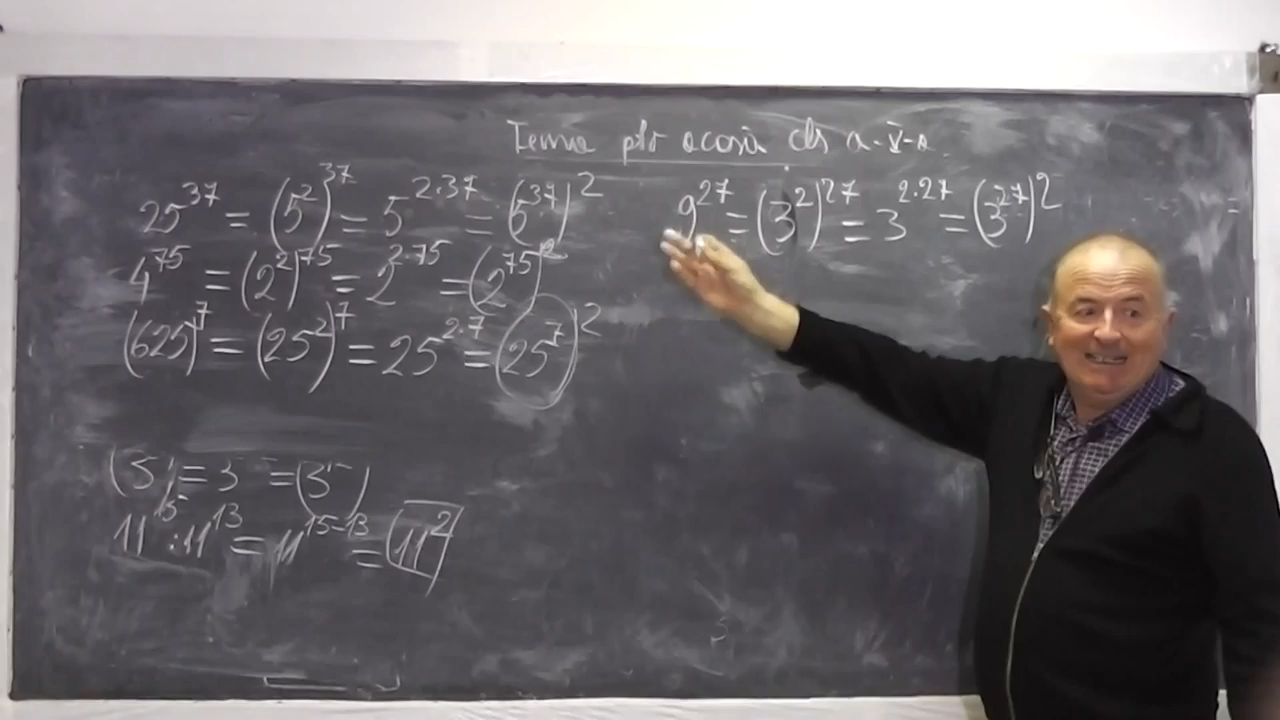 Tema ptr acasă cls a-V-a
25^37 = (5^2)^37 = 5^2·37 = (5^37)^2
9^27 = (3^2)^27 = 3^2·27 = (3^27)^2
4^75 = (2^2)^75 = 2^2·75 = (2^75)^2
(625)^7 = (25^2)^7 = 25^2·7 = (25^7)^2
11^15 : 11^13 = 11^15-13 = 11^2